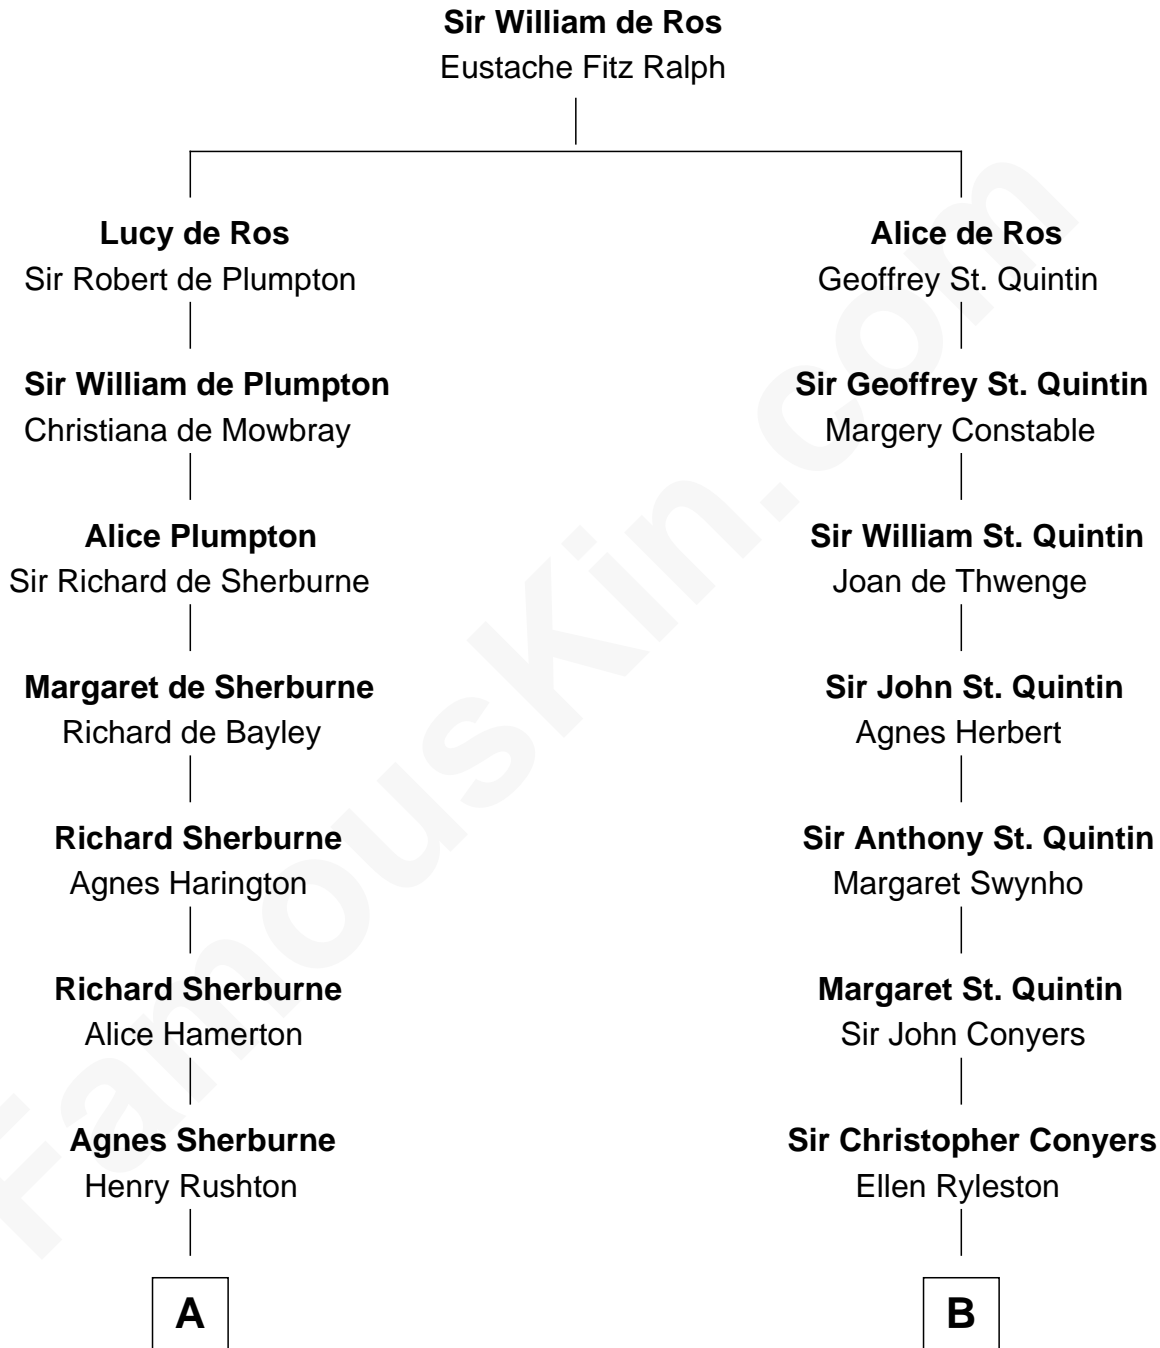 Sir William de Ros
Eustache Fitz Ralph
Lucy de Ros
Sir Robert de Plumpton
Alice de Ros
Geoffrey St. Quintin
Sir William de Plumpton
Christiana de Mowbray
Sir Geoffrey St. Quintin
Margery Constable
Alice Plumpton
Sir Richard de Sherburne
Sir William St. Quintin
Joan de Thwenge
Margaret de Sherburne
Richard de Bayley
Sir John St. Quintin
Agnes Herbert
Richard Sherburne
Agnes Harington
Sir Anthony St. Quintin
Margaret Swynho
Richard Sherburne
Alice Hamerton
Margaret St. Quintin
Sir John Conyers
Agnes Sherburne
Henry Rushton
Sir Christopher Conyers
Ellen Ryleston
A
B
FamousKin.com